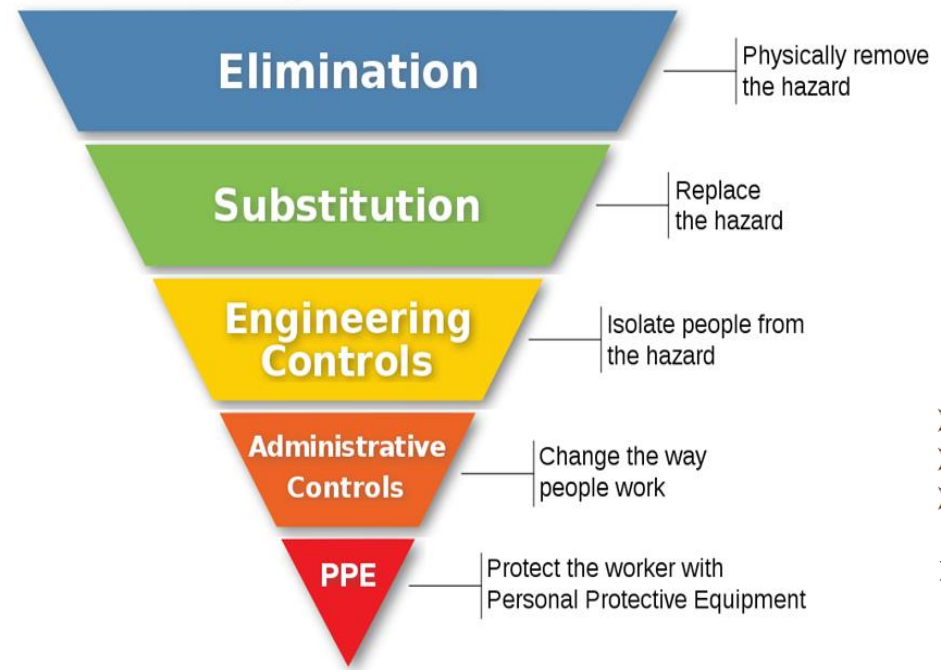 Elimination
Physically remove
the hazard
Substitution
Replace
the hazard
Engineering
Controls
Isolate people from
the hazard
Administrative
Controls
Change the way
people work
PPE
Protect the worker with
Personal Protective Equipment